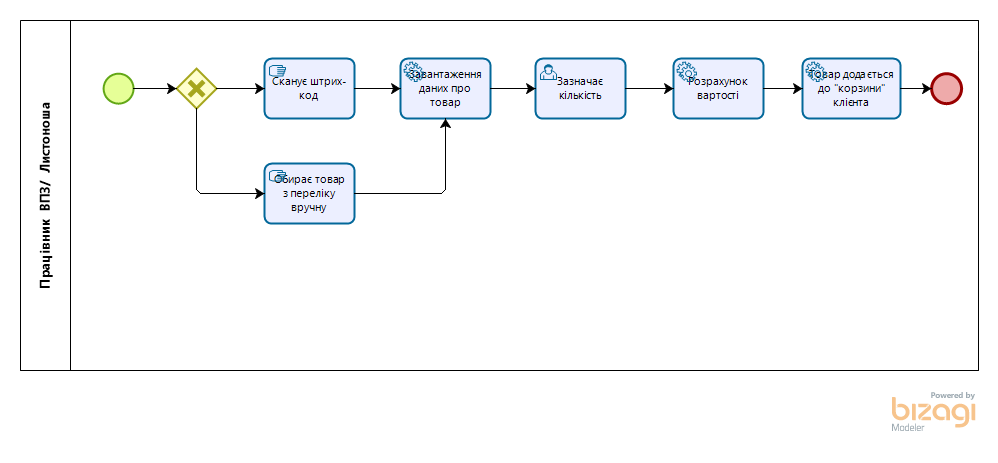 Працівник ВПЗ/ Листоноша
Сканує штрих-
код
Завантаження
даних про
товар
Зазначає
кількість
Розрахунок
вартості
Товар додається
до "корзини"
клієнта
Обирає товар
з переліку
вручну
Powered by
bizagi
Modeler